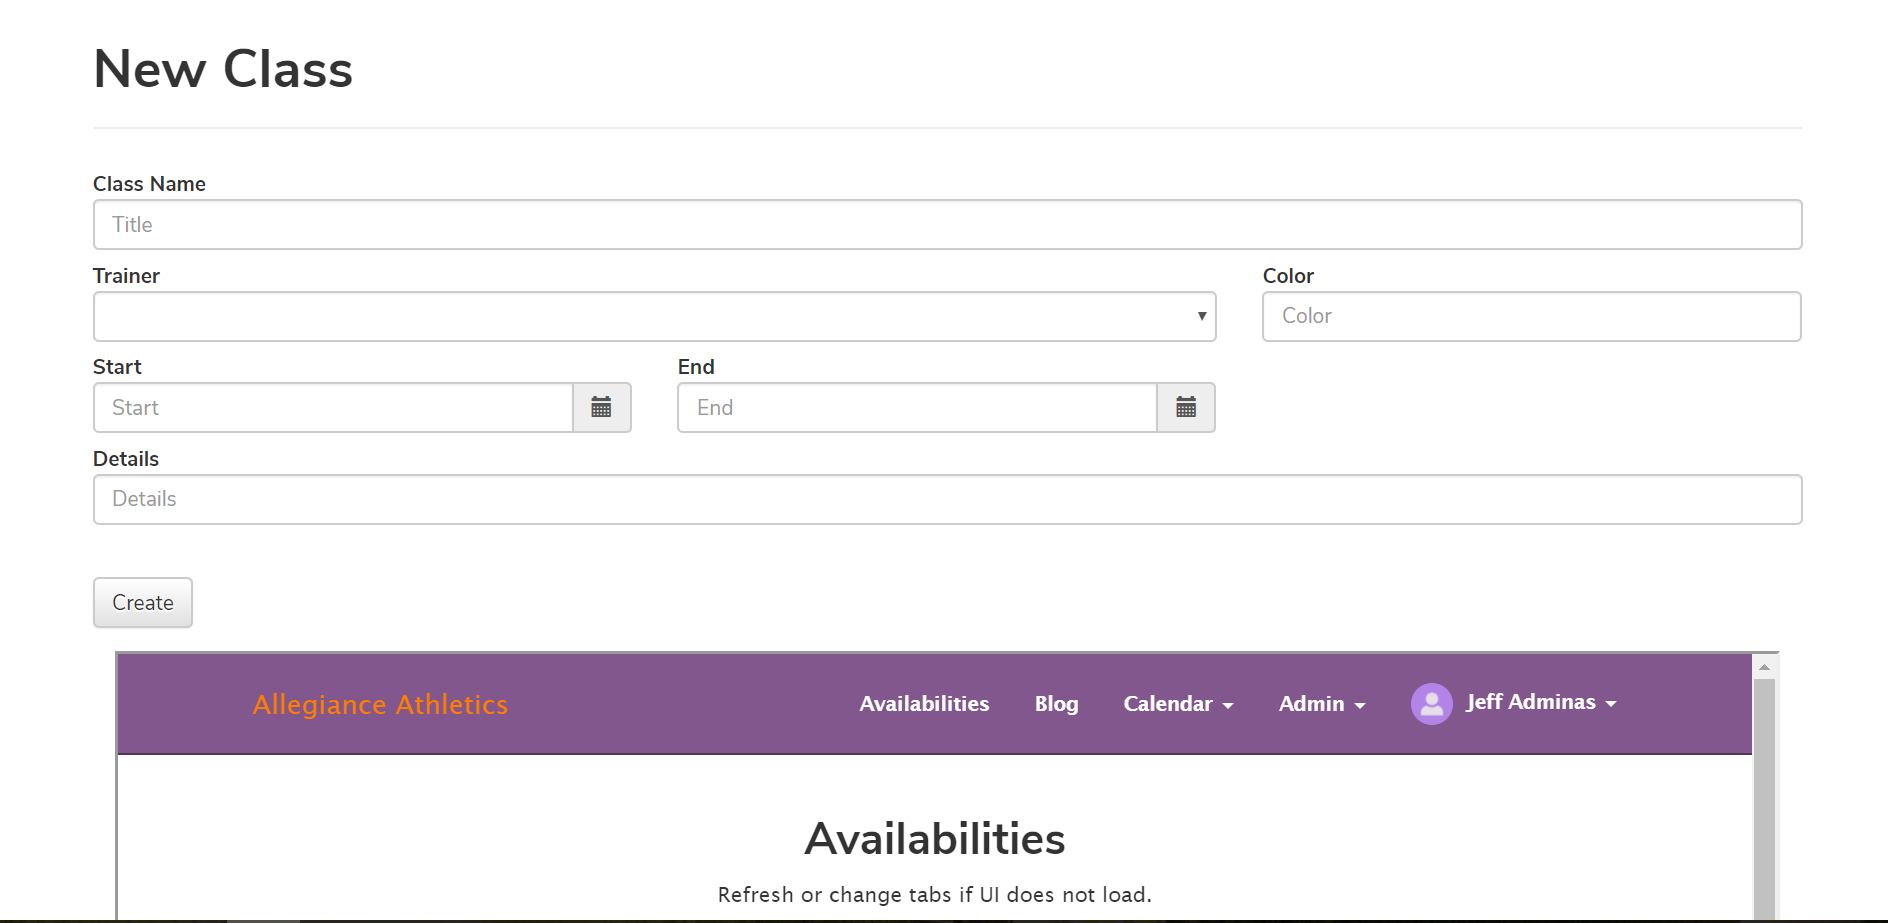 New Class
Class Name
Title
Trainer Color
Color
Start End
Start End
Details
Details
Create
Allegiance Athletics Availabilities Blog Calendar Admin Jeff Adminas
Availabilities
Refresh or change tabs if UI does not load.